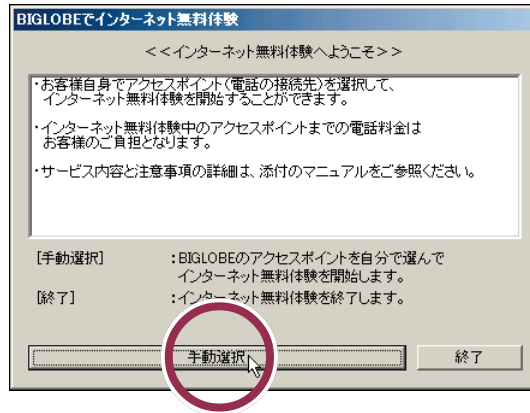 BIGLOBEでインターネット無料体験
<<インターネット無料体験へようこそ>>
・お客様自身でアクセスポイント(電話の接続先)を選択して、
インターネット無料体験を開始することができます。
・インターネット無料体験中のアクセスポイントまでの電話料金は
お客様のご負担となります。
・サービス内容と注意事項の詳細は、添付のマニュアルをご参照ください。
[手動選択] :BIGLOBEのアクセスポイントを自分で選んで
インターネット無料体験を開始します。
[終了] :インターネット無料体験を終了します。
手動選択 終了